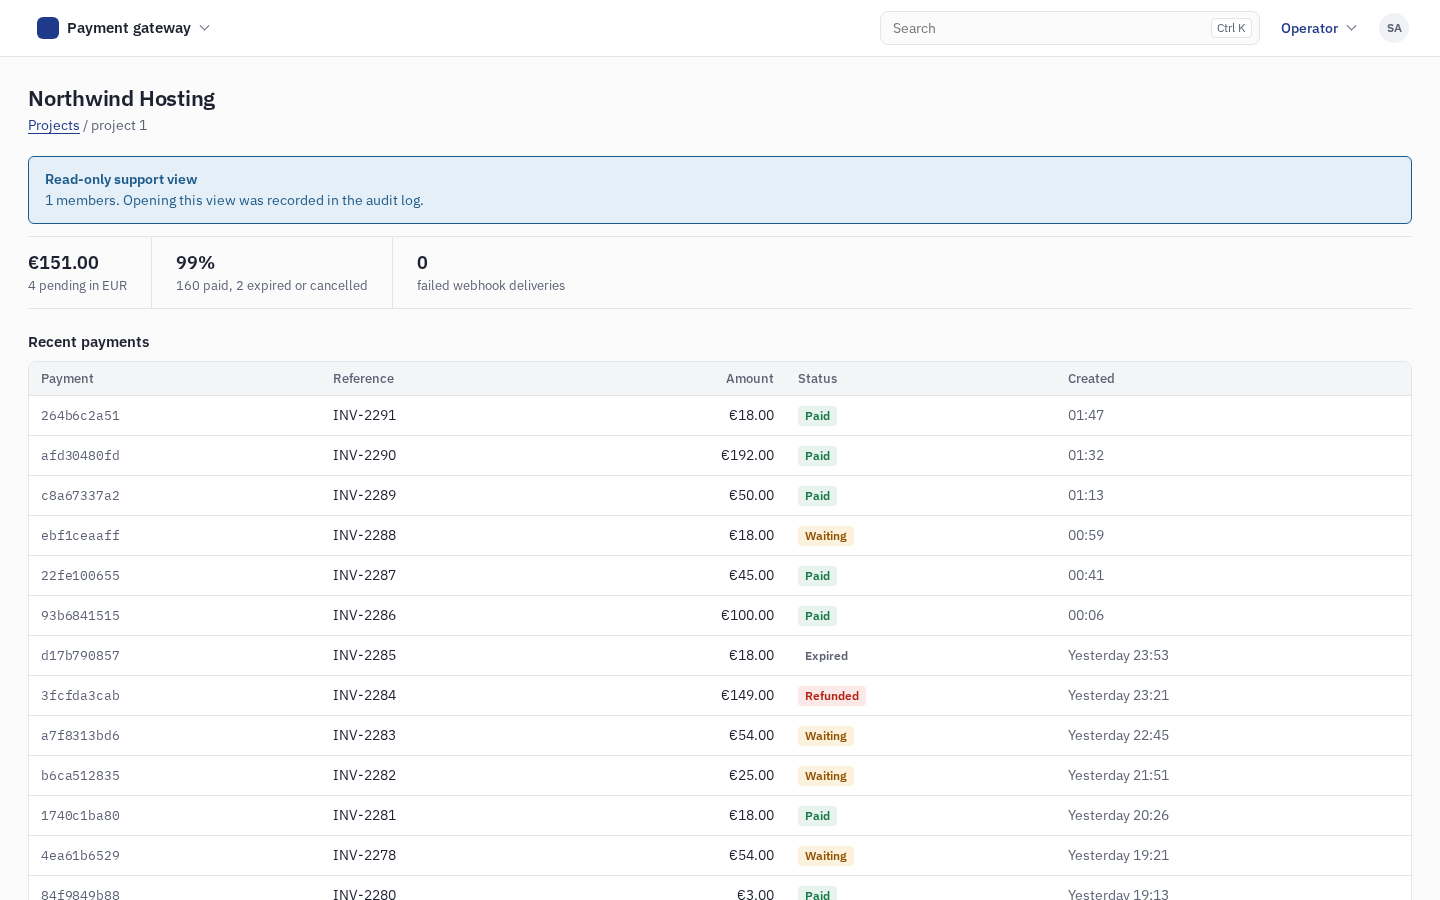 Payment gateway
Search
Ctrl K
Operator
SA
Northwind Hosting
Projects / project 1
Read-only support view
1 members. Opening this view was recorded in the audit log.
€151.00
4 pending in EUR
99%
160 paid, 2 expired or cancelled
0
failed webhook deliveries
Recent payments
Payment Reference Amount Status Created
264b6c2a51 INV-2291 €18.00 Paid 01:47
afd30480fd INV-2290 €192.00 Paid 01:32
c8a67337a2 INV-2289 €50.00 Paid 01:13
ebf1ceaaff INV-2288 €18.00 Waiting 00:59
22fe100655 INV-2287 €45.00 Paid 00:41
93b6841515 INV-2286 €100.00 Paid 00:06
d17b790857 INV-2285 €18.00 Expired Yesterday 23:53
3fcfda3cab INV-2284 €149.00 Refunded Yesterday 23:21
a7f8313bd6 INV-2283 €54.00 Waiting Yesterday 22:45
b6ca512835 INV-2282 €25.00 Waiting Yesterday 21:51
1740c1ba80 INV-2281 €18.00 Paid Yesterday 20:26
4ea61b6529 INV-2278 €54.00 Waiting Yesterday 19:21
84f9849b88 INV-2280 €3.00 Paid Yesterday 19:13